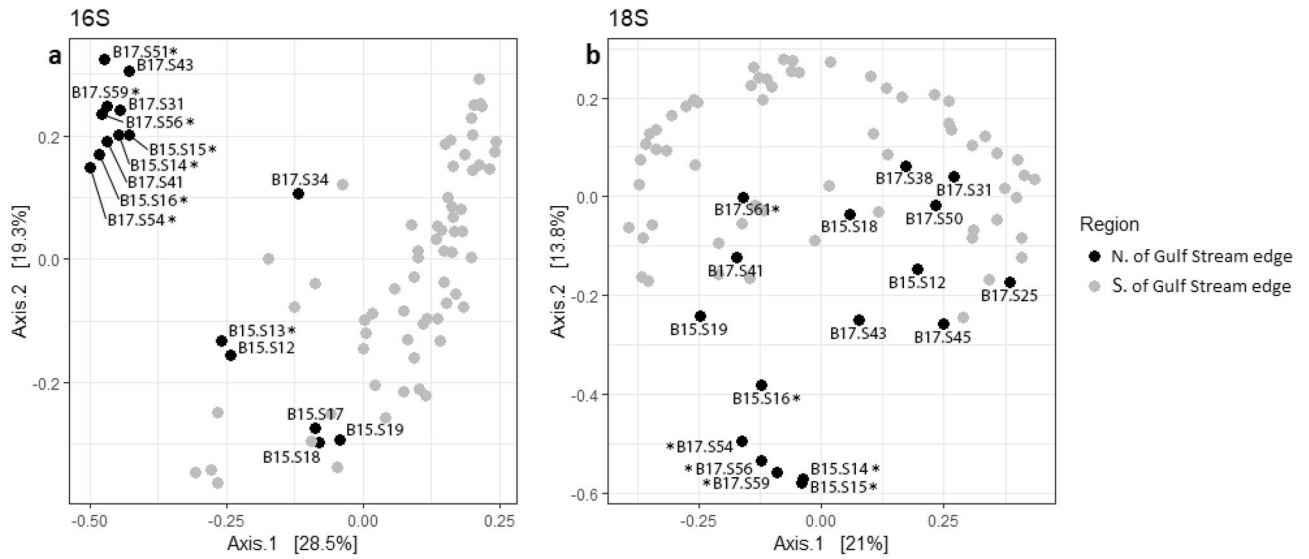 16S
a
B17.S51*
B17.S43
B17.S59*
B17.S31
B17.S56*
B15.S15*
B15.S14*
B17.S41
B15.S16*
B17.S54*
B17.S34
B15.S13*
B15.S12
B15.S17
B15.S19
B15.S18
0.2
0.0
-0.2
Axis.2 [19.3%]
-0.50
-0.25
0.00
0.25
Axis.1 [28.5%]
18S
b
B17.S38
B17.S31
B17.S61*
B15.S18
B17.S50
B17.S41
B15.S12
B17.S25
B15.S19
B17.S43
B17.S45
B15.S16*
*B17.S54
*B17.S56
B15.S14*
*B17.S59
B15.S15*
0.2
0.0
-0.2
-0.4
-0.6
Axis.2 [13.8%]
-0.25
0.00
0.25
Axis.1 [21%]
Region
N. of Gulf Stream edge
S. of Gulf Stream edge